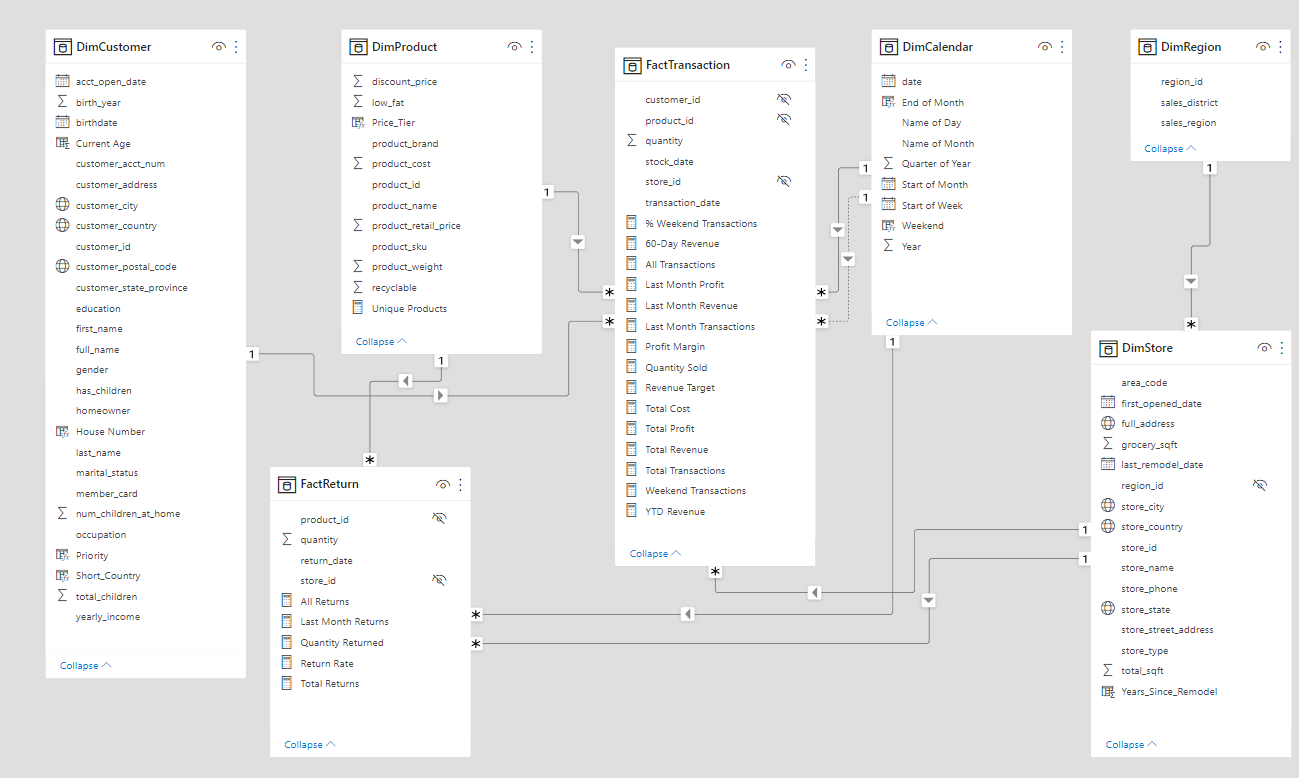 DimCustomer
acct_open_date
birth_year
birthdate
Current Age
customer_acct_num
customer_address
customer_city
customer_country
customer_id
customer_postal_code
customer_state_province
education
first_name
full_name
gender
has_children
homeowner
House Number
last_name
marital_status
member_card
num_children_at_home
occupation
Priority
Short_Country
total_children
yearly_income
Collapse
1
DimProduct
discount_price
low_fat
Price_Tier
product_brand
product_cost
product_id
product_name
product_retail_price
product_sku
product_weight
recyclable
Unique Products
Collapse
1
1
*
FactReturn
product_id
quantity
return_date
store_id
All Returns
Last Month Returns
Quantity Returned
Return Rate
Total Returns
Collapse
*
*
*
*
FactTransaction
customer_id
product_id
quantity
stock_date
store_id
transaction_date
% Weekend Transactions
60-Day Revenue
All Transactions
Last Month Profit
Last Month Revenue
Last Month Transactions
Profit Margin
Quantity Sold
Revenue Target
Total Cost
Total Profit
Total Revenue
Total Transactions
Weekend Transactions
YTD Revenue
Collapse
*
*
*
1
1
DimCalendar
date
End of Month
Name of Day
Name of Month
Quarter of Year
Start of Month
Start of Week
Weekend
Year
Collapse
1
DimRegion
region_id
sales_district
sales_region
Collapse
1
*
DimStore
area_code
first_opened_date
full_address
grocery_sqft
last_remodel_date
region_id
store_city
store_country
store_id
store_name
store_phone
store_state
store_street_address
store_type
total_sqft
Years_Since_Remodel
Collapse
1
1